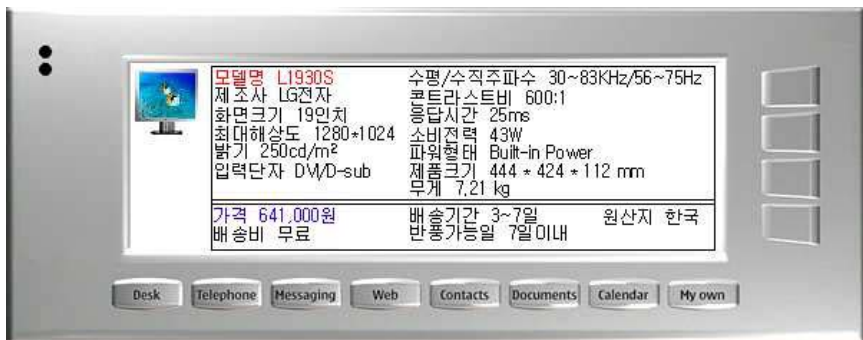 모델명 L1930S
제조사 LG전자
화면크기 19인치
최대해상도 1280*1024
밝기 250cd/m²
입력단자 DVI/D-sub
수평/수직주파수 30~83KHz/56~75Hz
콘트라스트비 600:1
응답시간 25ms
소비전력 43W
파워형태 Built-in Power
제품크기 444 * 424 * 112 mm
무게 7,21 kg
가격 641,000원
배송비 무료
배송기간 3~7일 원산지 한국
반품가능일 7일이내
Desk Telephone Messaging Web Contacts Documents Calendar My own